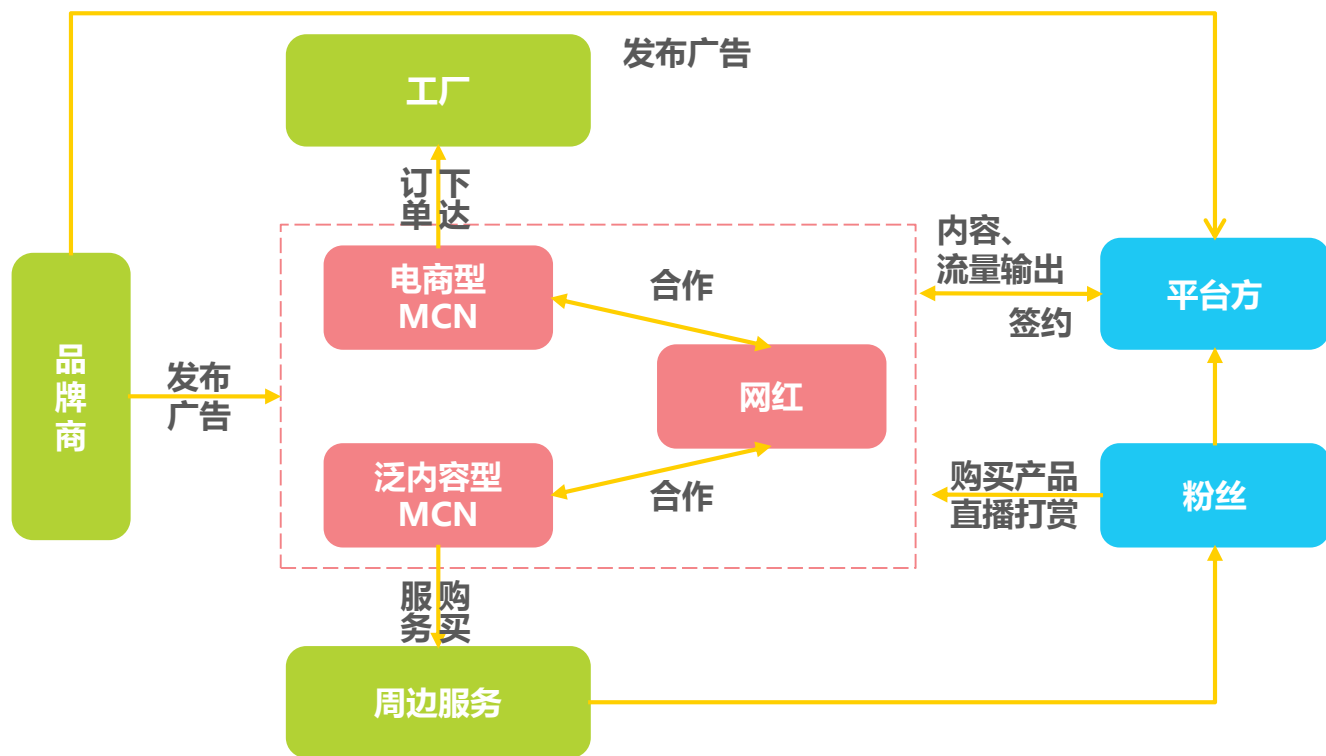 发布广告
工厂
下达
订单
内容、
流量输出
签约
电商型
MCN
合作
平台方
品牌商
发布
广告
网红
泛内容型
MCN
合作
购买产品
直播打赏
粉丝
购买
服务
周边服务